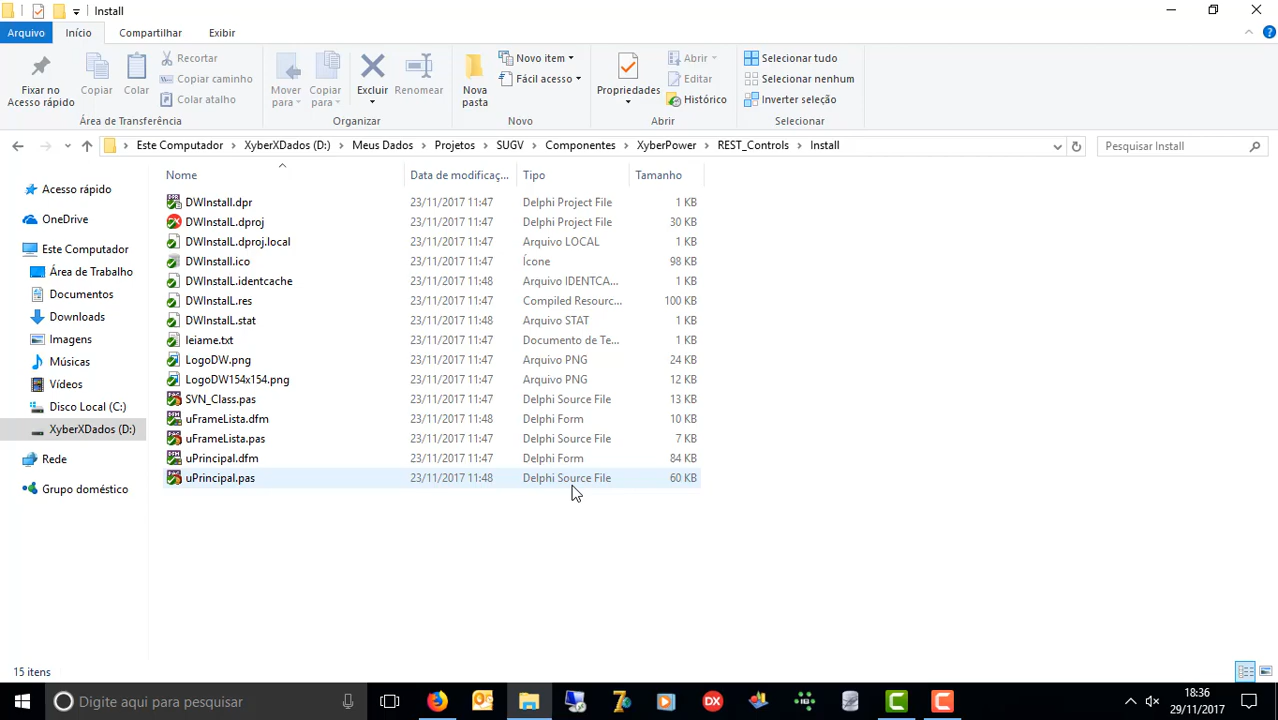 Install
Arquivo Início Compartilhar Exibir
Fixar no Acesso rápido
Copiar
Colar
Recortar
Copiar caminho
Colar atalho
Mover para
Copiar para
Excluir
Renomear
Nova pasta
Novo item
Fácil acesso
Propriedades
Abrir
Editar
Histórico
Selecionar tudo
Selecionar nenhum
Inverter seleção
Área de Transferência Organizar Novo Abrir Selecionar
Este Computador XyberXDados (D:) Meus Dados Projetos SUGV Componentes XyberPower REST_Controls Install
Pesquisar Install
Acesso rápido
OneDrive
Este Computador
Área de Trabalho
Documentos
Downloads
Imagens
Músicas
Vídeos
Disco Local (C:)
XyberXDados (D:)
Rede
Grupo doméstico
Nome Data de modificaç... Tipo Tamanho
DWInstall.dpr 23/11/2017 11:47 Delphi Project File 1 KB
DWInstalL.dproj 23/11/2017 11:47 Delphi Project File 30 KB
DWInstalL.dproj.local 23/11/2017 11:47 Arquivo LOCAL 1 KB
DWInstall.ico 23/11/2017 11:47 Ícone 98 KB
DWInstalL.identcache 23/11/2017 11:48 Arquivo IDENTCA... 1 KB
DWInstalL.res 23/11/2017 11:47 Compiled Resourc... 100 KB
DWInstalL.stat 23/11/2017 11:48 Arquivo STAT 1 KB
leiame.txt 23/11/2017 11:47 Documento de Te... 1 KB
LogoDW.png 23/11/2017 11:47 Arquivo PNG 24 KB
LogoDW154x154.png 23/11/2017 11:47 Arquivo PNG 12 KB
SVN_Class.pas 23/11/2017 11:47 Delphi Source File 13 KB
uFrameLista.dfm 23/11/2017 11:48 Delphi Form 10 KB
uFrameLista.pas 23/11/2017 11:47 Delphi Source File 7 KB
uPrincipal.dfm 23/11/2017 11:47 Delphi Form 84 KB
uPrincipal.pas 23/11/2017 11:48 Delphi Source File 60 KB
15 itens
Digite aqui para pesquisar
18:36
29/11/2017